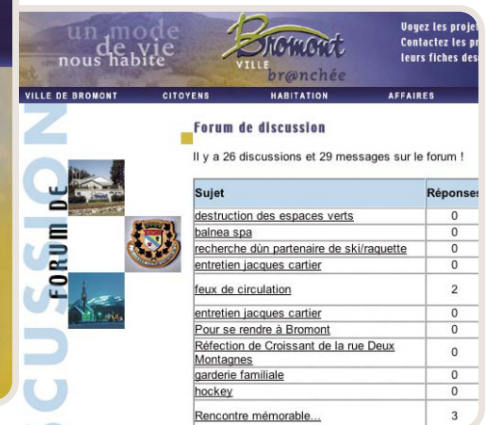 un mode
de vie
nous habite
Bromont
VILLE
br@nchée
Voyez les
Contactez les
leurs fiches des
VILLE DE BROMONT CITOYENS HABITATION AFFAIRES
FORUM DE
CUSSION
Forum de discussion
Il y a 26 discussions et 29 messages sur le forum !
Sujet Réponses
destruction des espaces verts 0
balnea spa 0
recherche dùn partenaire de ski/raquette 0
entretien jacques cartier 0
feux de circulation 2
entretien jacques cartier 0
Pour se rendre à Bromont 0
Réfection de Croissant de la rue Deux
Montagnes 0
garderie familiale 0
hockey 0
Rencontre mémorable... 3